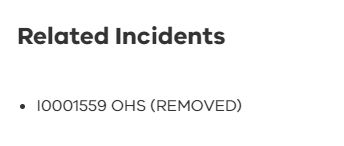 Related Incidents
• I0001559 OHS (REMOVED)